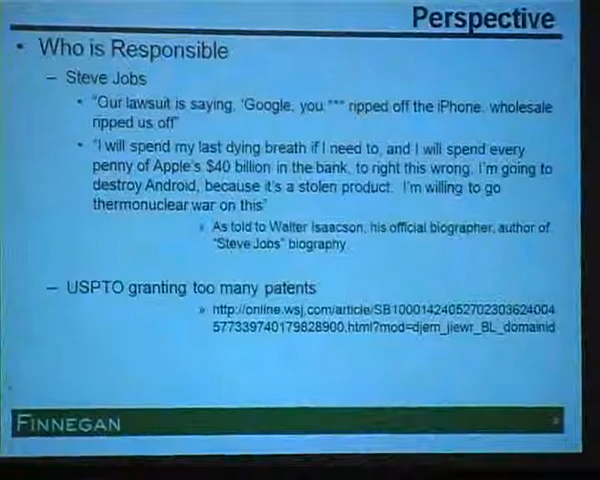 Perspective
• Who is Responsible
– Steve Jobs
• "Our lawsuit is saying, 'Google, you *** ripped off the iPhone, wholesale
ripped us off"
• "I will spend my last dying breath if I need to, and I will spend every
penny of Apple's $40 billion in the bank, to right this wrong. I'm going to
destroy Android, because it's a stolen product. I'm willing to go
thermonuclear war on this"
» As told to Walter Isaacson, his official biographer, author of
"Steve Jobs" biography.
– USPTO granting too many patents
» http://online.wsj.com/article/SB10001424052702303624004
577339740179828900.html?mod=djem_jiewr_BL_domainid
FINNEGAN